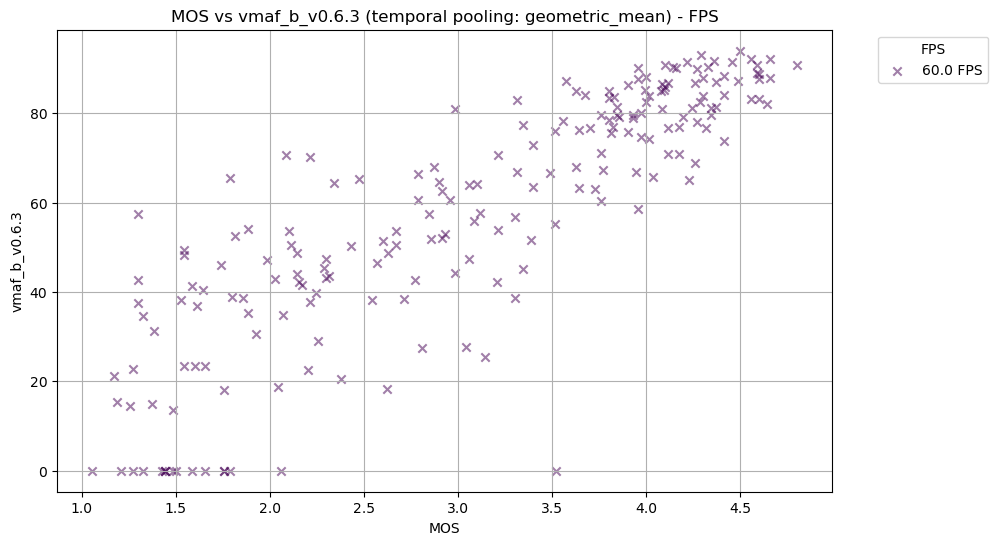 MOS vs vmaf_b_v0.6.3 (temporal pooling: geometric_mean) - FPS
FPS
60.0 FPS
vmaf_b_v0.6.3
80
60
40
20
0
1.0 1.5 2.0 2.5 3.0 3.5 4.0 4.5
MOS